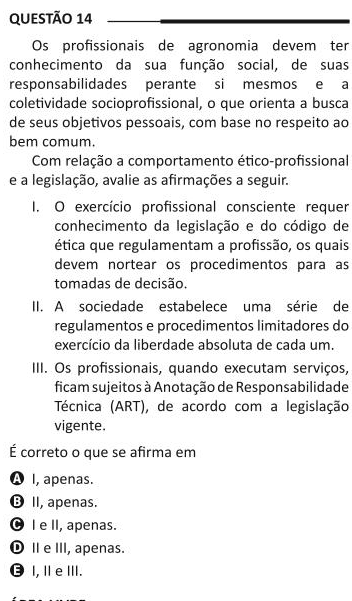 QUESTÃO 14
Os profissionais de agronomia devem ter
conhecimento da sua função social, de suas
responsabilidades perante si mesmos e a
coletividade socioprofissional, o que orienta a busca
de seus objetivos pessoais, com base no respeito ao
bem comum.
Com relação a comportamento ético-profissional
e a legislação, avalie as afirmações a seguir.
I. O exercício profissional consciente requer
conhecimento da legislação e do código de
ética que regulamentam a profissão, os quais
devem nortear os procedimentos para as
tomadas de decisão.
II. A sociedade estabelece uma série de
regulamentos e procedimentos limitadores do
exercício da liberdade absoluta de cada um.
III. Os profissionais, quando executam serviços,
ficam sujeitos à Anotação de Responsabilidade
Técnica (ART), de acordo com a legislação
vigente.
É correto o que se afirma em
A I, apenas.
B II, apenas.
C I e II, apenas.
D II e III, apenas.
E I, II e III.